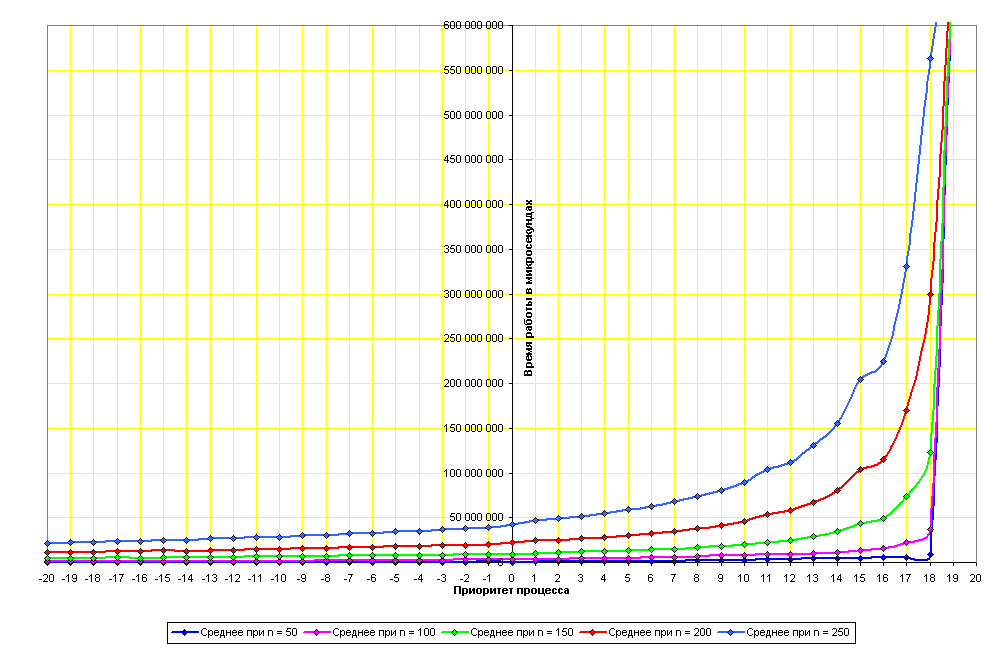 600 000 000
550 000 000
500 000 000
450 000 000
400 000 000
350 000 000
300 000 000
250 000 000
200 000 000
150 000 000
100 000 000
50 000 000
0
Время работы в микросекундах
-20 -19 -18 -17 -16 -15 -14 -13 -12 -11 -10 -9 -8 -7 -6 -5 -4 -3 -2 -1 0 1 2 3 4 5 6 7 8 9 10 11 12 13 14 15 16 17 18 19 20
Приоритет процесса
Среднее при n = 50 Среднее при n = 100 Среднее при n = 150 Среднее при n = 200 Среднее при n = 250